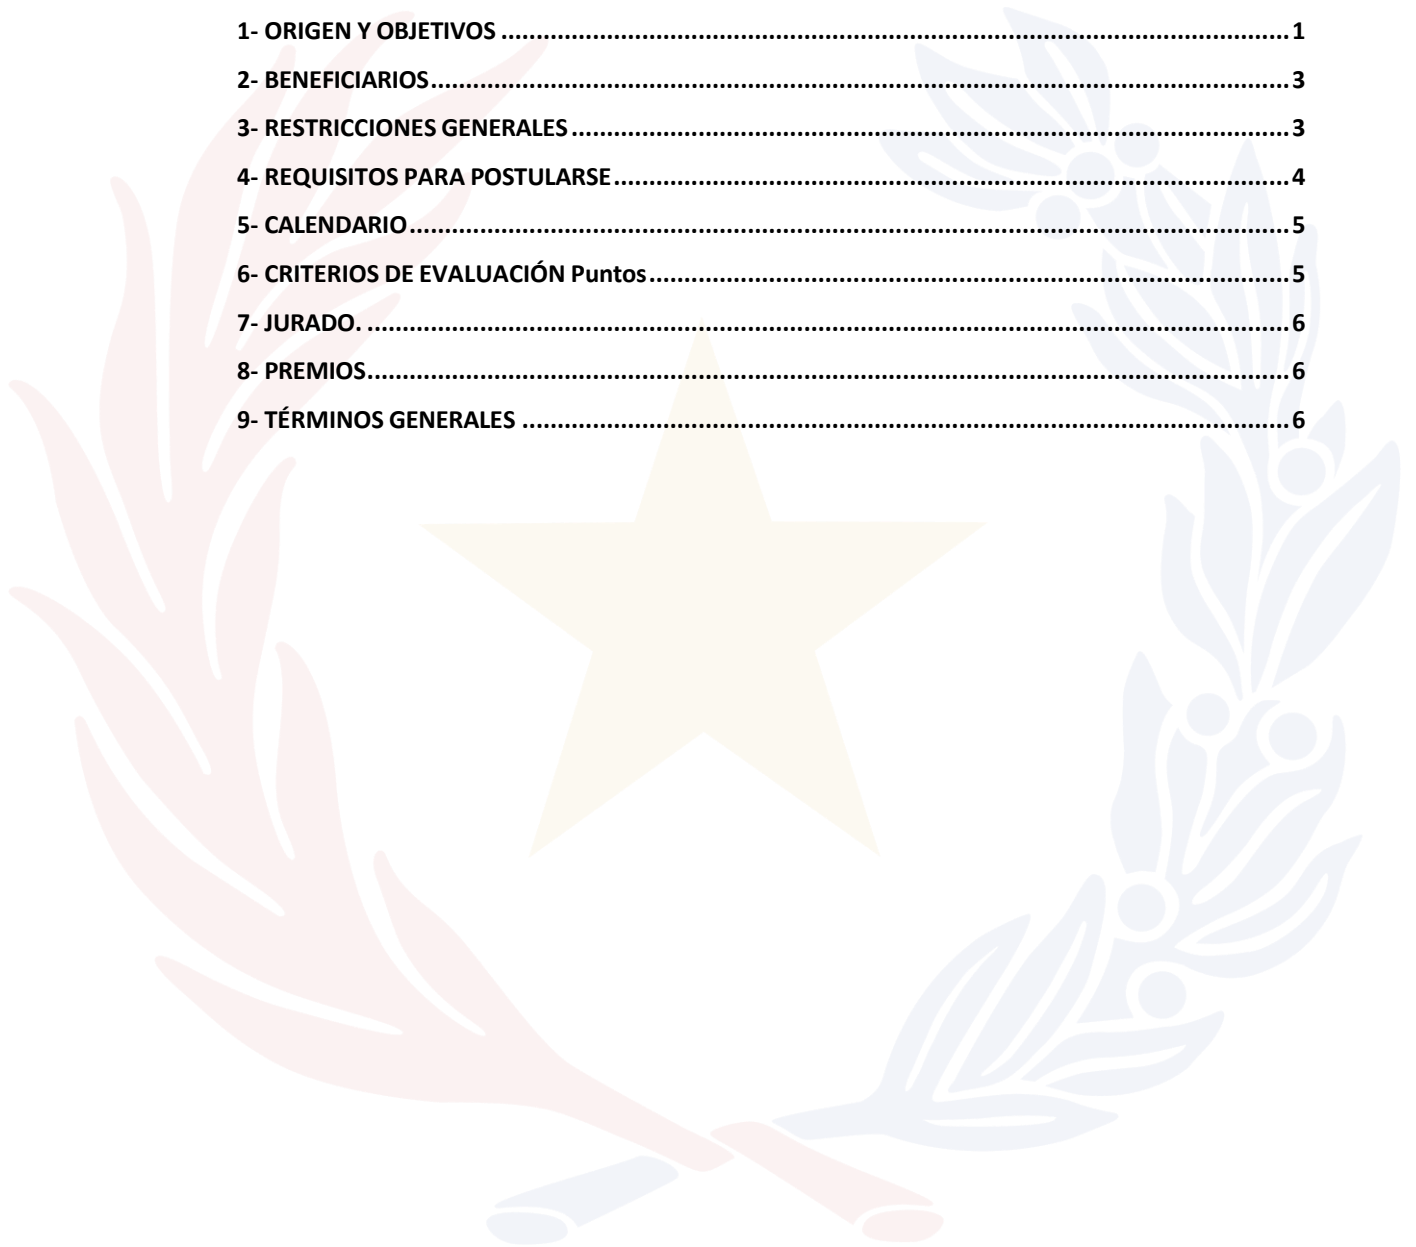 1- ORIGEN Y OBJETIVOS ........................................................................................................................ 1
2- BENEFICIARIOS ................................................................................................................................... 3
3- RESTRICCIONES GENERALES ............................................................................................................. 3
4- REQUISITOS PARA POSTULARSE ....................................................................................................... 4
5- CALENDARIO ...................................................................................................................................... 5
6- CRITERIOS DE EVALUACIÓN Puntos .................................................................................................. 5
7- JURADO. ............................................................................................................................................. 6
8- PREMIOS ............................................................................................................................................. 6
9- TÉRMINOS GENERALES ..................................................................................................................... 6